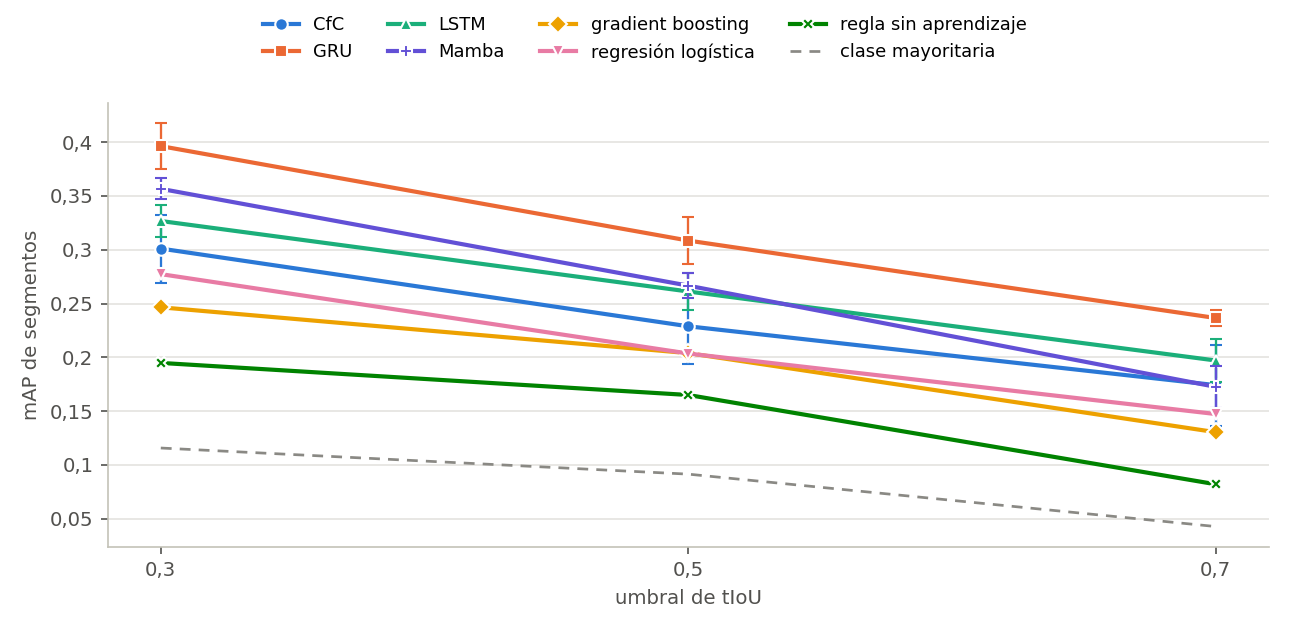 CfC LSTM gradient boosting regla sin aprendizaje
GRU Mamba regresión logística clase mayoritaria
mAP de segmentos
0,4
0,35
0,3
0,25
0,2
0,15
0,1
0,05
0,3 0,5 0,7
umbral de tIoU